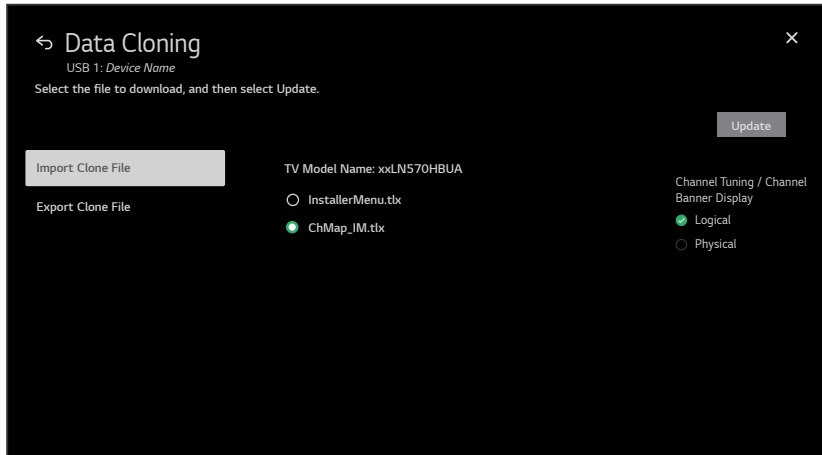 Data Cloning
USB 1: Device Name
Select the file to download, and then select Update.
Update
Import Clone File
Export Clone File
TV Model Name: xxLN570HBUA
InstallerMenu.tlx
ChMap_IM.tlx
Channel Tuning / Channel
Banner Display
Logical
Physical